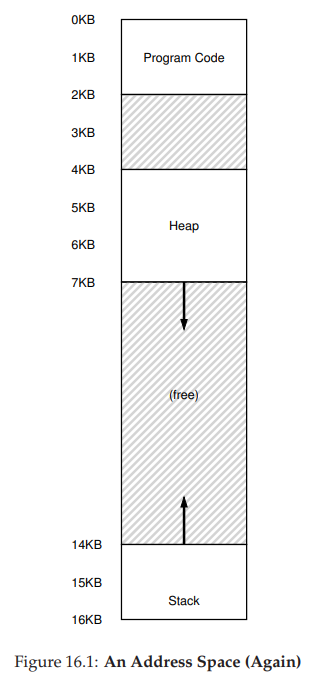 0KB
1KB
Program Code
2KB
3KB
4KB
5KB
Heap
6KB
7KB
(free)
14KB
15KB
Stack
16KB
Figure 16.1: An Address Space (Again)